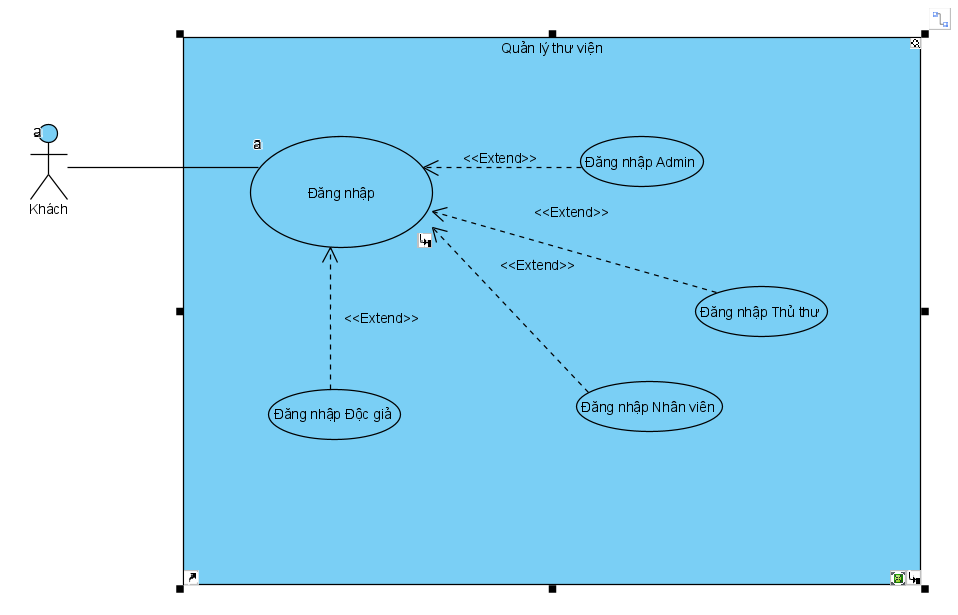 Quản lý thư viện
a
Khách
a
Đăng nhập
<<Extend>>
Đăng nhập Admin
<<Extend>>
<<Extend>>
Đăng nhập Thủ thư
<<Extend>>
Đăng nhập Độc giả
Đăng nhập Nhân viên